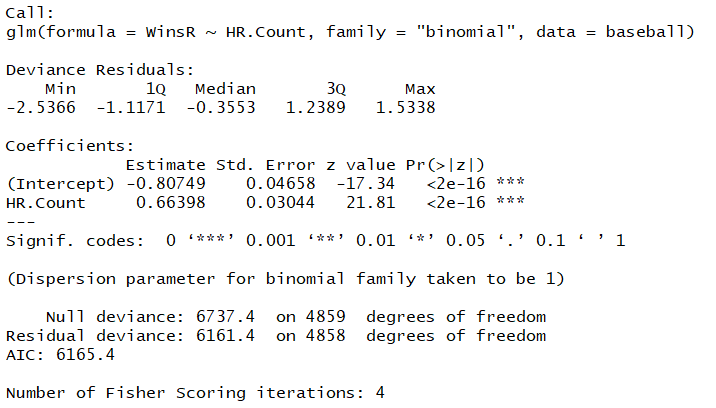 Call:
glm(formula = WinsR ~ HR.Count, family = "binomial", data = baseball)
Deviance Residuals:
Min 1Q Median 3Q Max
-2.5366 -1.1171 -0.3553 1.2389 1.5338
Coefficients:
Estimate Std. Error z value Pr(>|z|)
(Intercept) -0.80749 0.04658 -17.34 <2e-16 ***
HR.Count 0.66398 0.03044 21.81 <2e-16 ***
---
Signif. codes: 0 ‘***’ 0.001 ‘**’ 0.01 ‘*’ 0.05 ‘.’ 0.1 ‘ ’ 1
(Dispersion parameter for binomial family taken to be 1)
Null deviance: 6737.4 on 4859 degrees of freedom
Residual deviance: 6161.4 on 4858 degrees of freedom
AIC: 6165.4
Number of Fisher Scoring iterations: 4